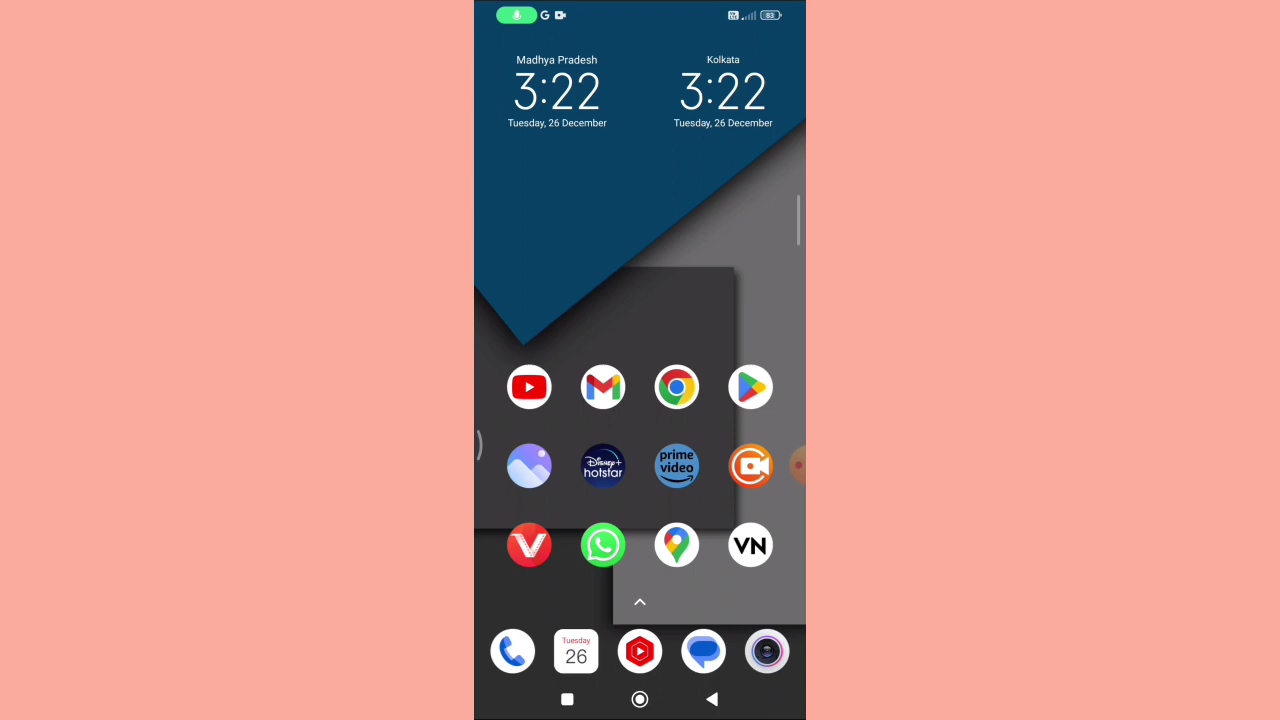 83
Madhya Pradesh
3:22
Tuesday, 26 December
Kolkata
3:22
Tuesday, 26 December
Disney+
hotstar
prime
video
VN
Tuesday
26